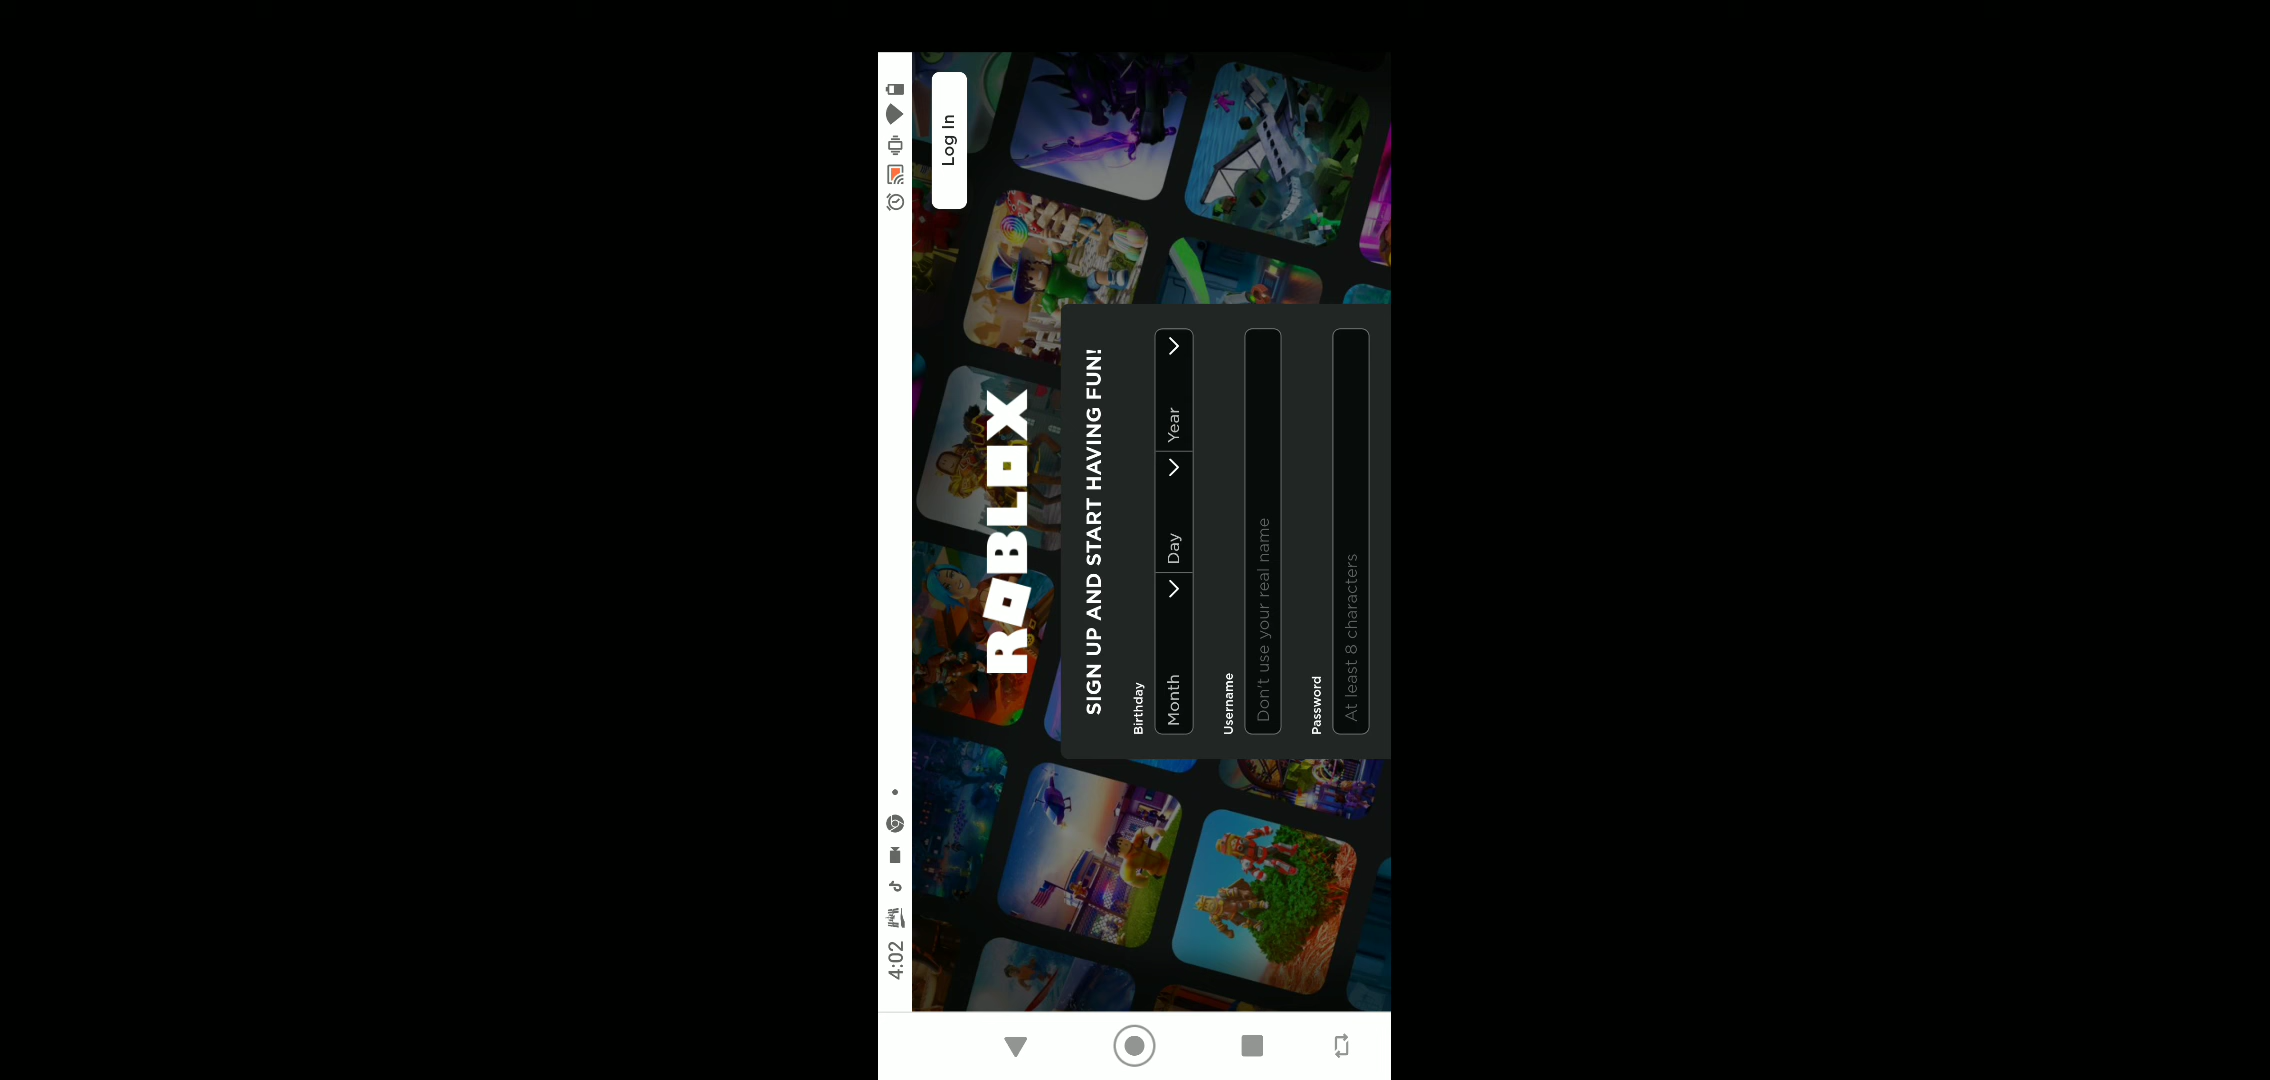 4:02
Log In
ROBLOX
SIGN UP AND START HAVING FUN!
Birthday
Month Day Year
Username
Don't use your real name
Password
At least 8 characters